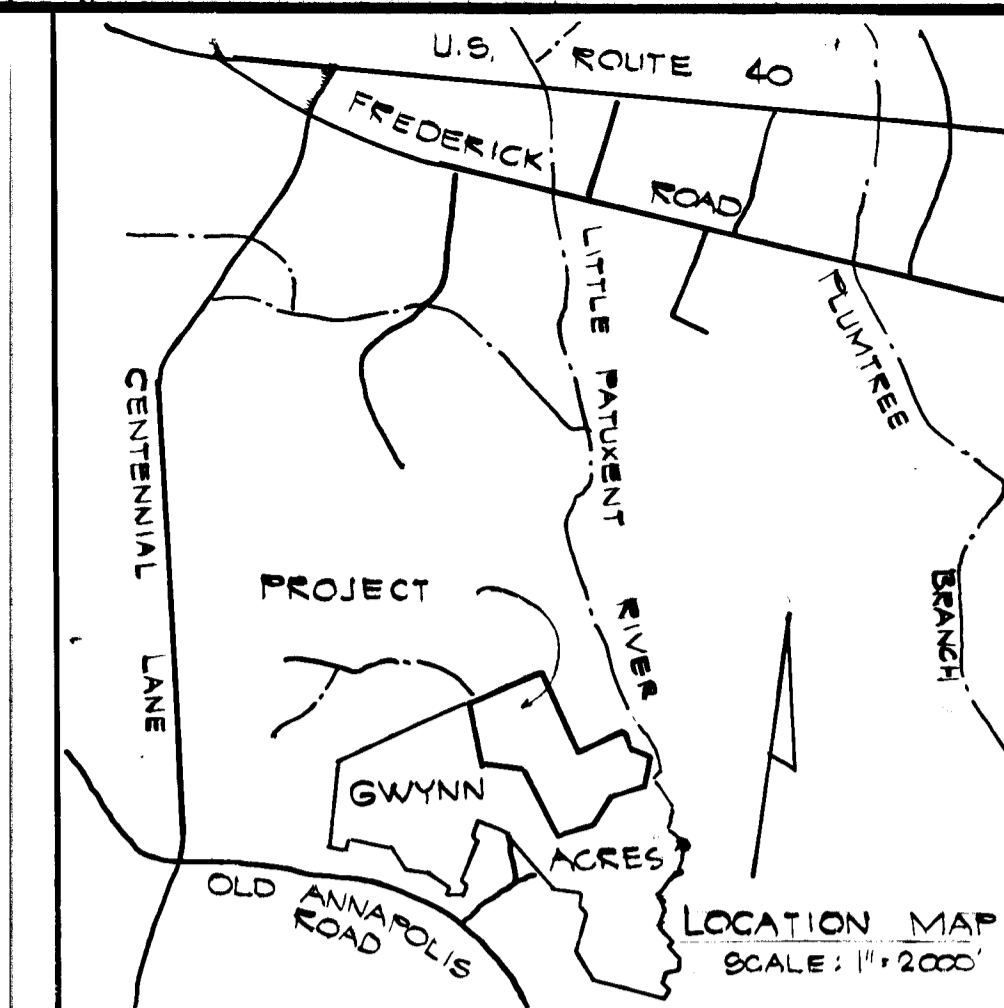 U.S. ROUTE 40
FREDERICK ROAD
LITTLE PATUXENT RIVER
PLUMTREE BRANCH
CENTENNIAL LANE
PROJECT
GWYNN ACRES
OLD ANNAPOLIS
ROAD
LOCATION MAP
SCALE: 1"=2000'